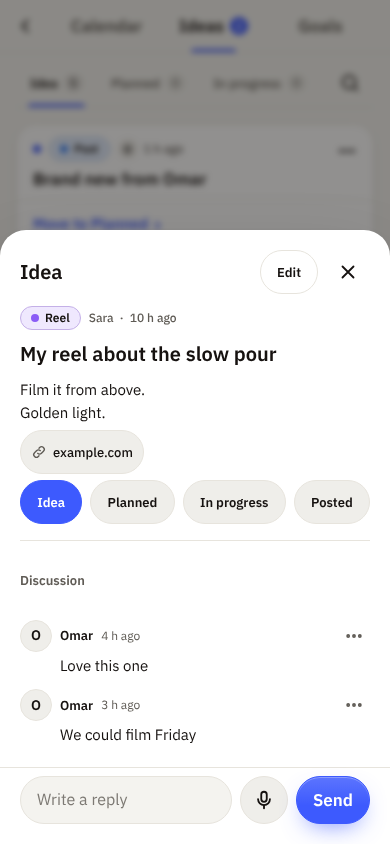 Calendar Ideas Goals
Idea Planned In progress
Post
Brand new from Omar
Move to Planned
Idea
Edit
Reel Sara · 10 h ago
My reel about the slow pour
Film it from above.
Golden light.
example.com
Idea Planned In progress Posted
Discussion
O Omar 4 h ago
Love this one
O Omar 3 h ago
We could film Friday
Write a reply
Send